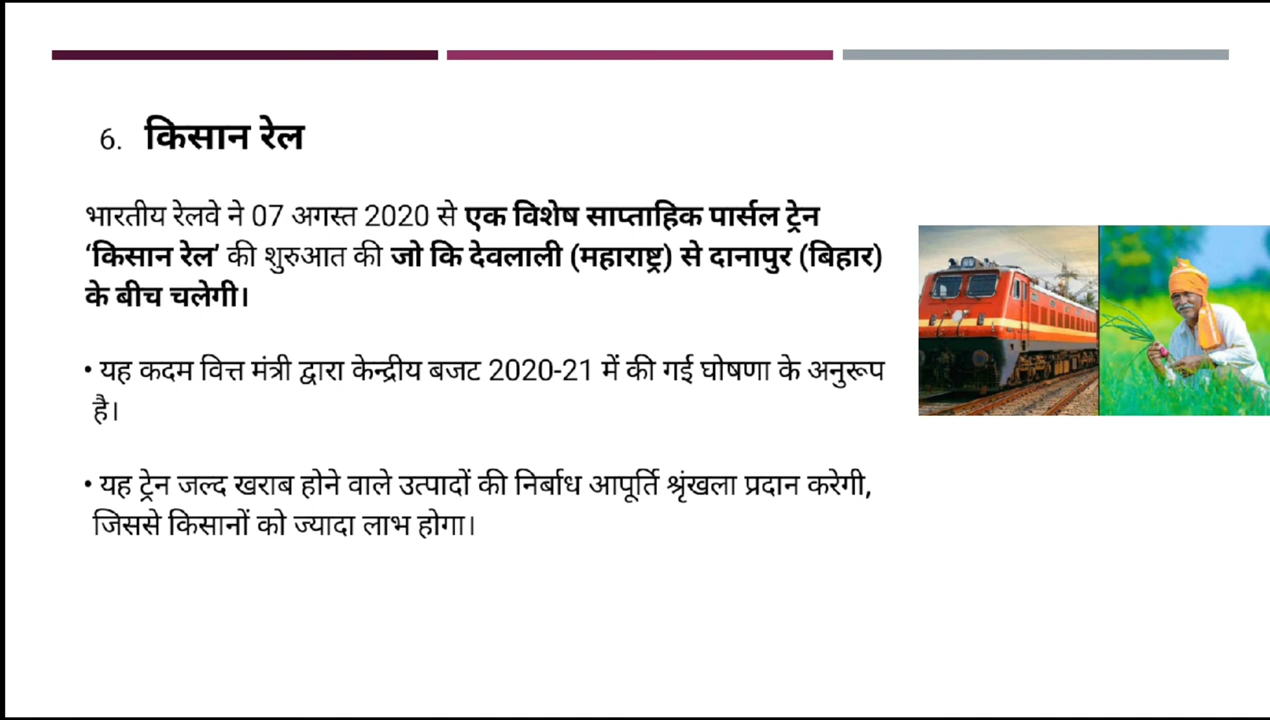 6. किसान रेल
भारतीय रेलवे ने 07 अगस्त 2020 से एक विशेष साप्ताहिक पार्सल ट्रेन
‘किसान रेल’ की शुरुआत की जो कि देवलाली (महाराष्ट्र) से दानापुर (बिहार)
के बीच चलेगी।
• यह कदम वित्त मंत्री द्वारा केन्द्रीय बजट 2020-21 में की गई घोषणा के अनुरूप
है।
• यह ट्रेन जल्द खराब होने वाले उत्पादों की निर्बाध आपूर्ति श्रृंखला प्रदान करेगी,
जिससे किसानों को ज्यादा लाभ होगा।